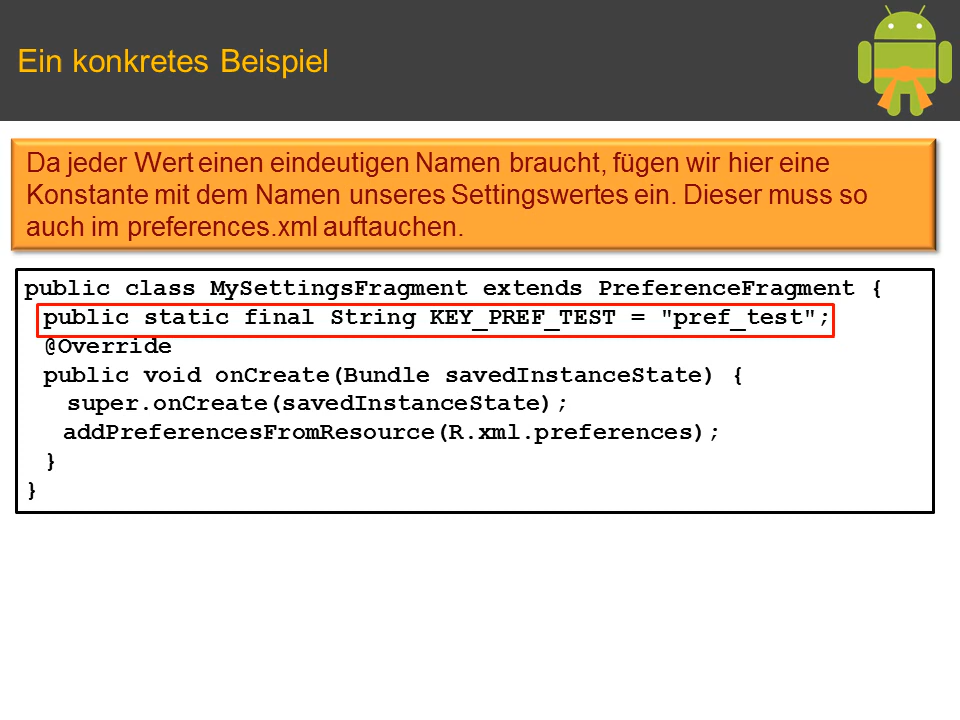 Ein konkretes Beispiel
Da jeder Wert einen eindeutigen Namen braucht, fügen wir hier eine
Konstante mit dem Namen unseres Settingswertes ein. Dieser muss so
auch im preferences.xml auftauchen.
public class MySettingsFragment extends PreferenceFragment {
public static final String KEY_PREF_TEST = "pref_test";
@Override
public void onCreate(Bundle savedInstanceState) {
super.onCreate(savedInstanceState);
addPreferencesFromResource(R.xml.preferences);
}
}